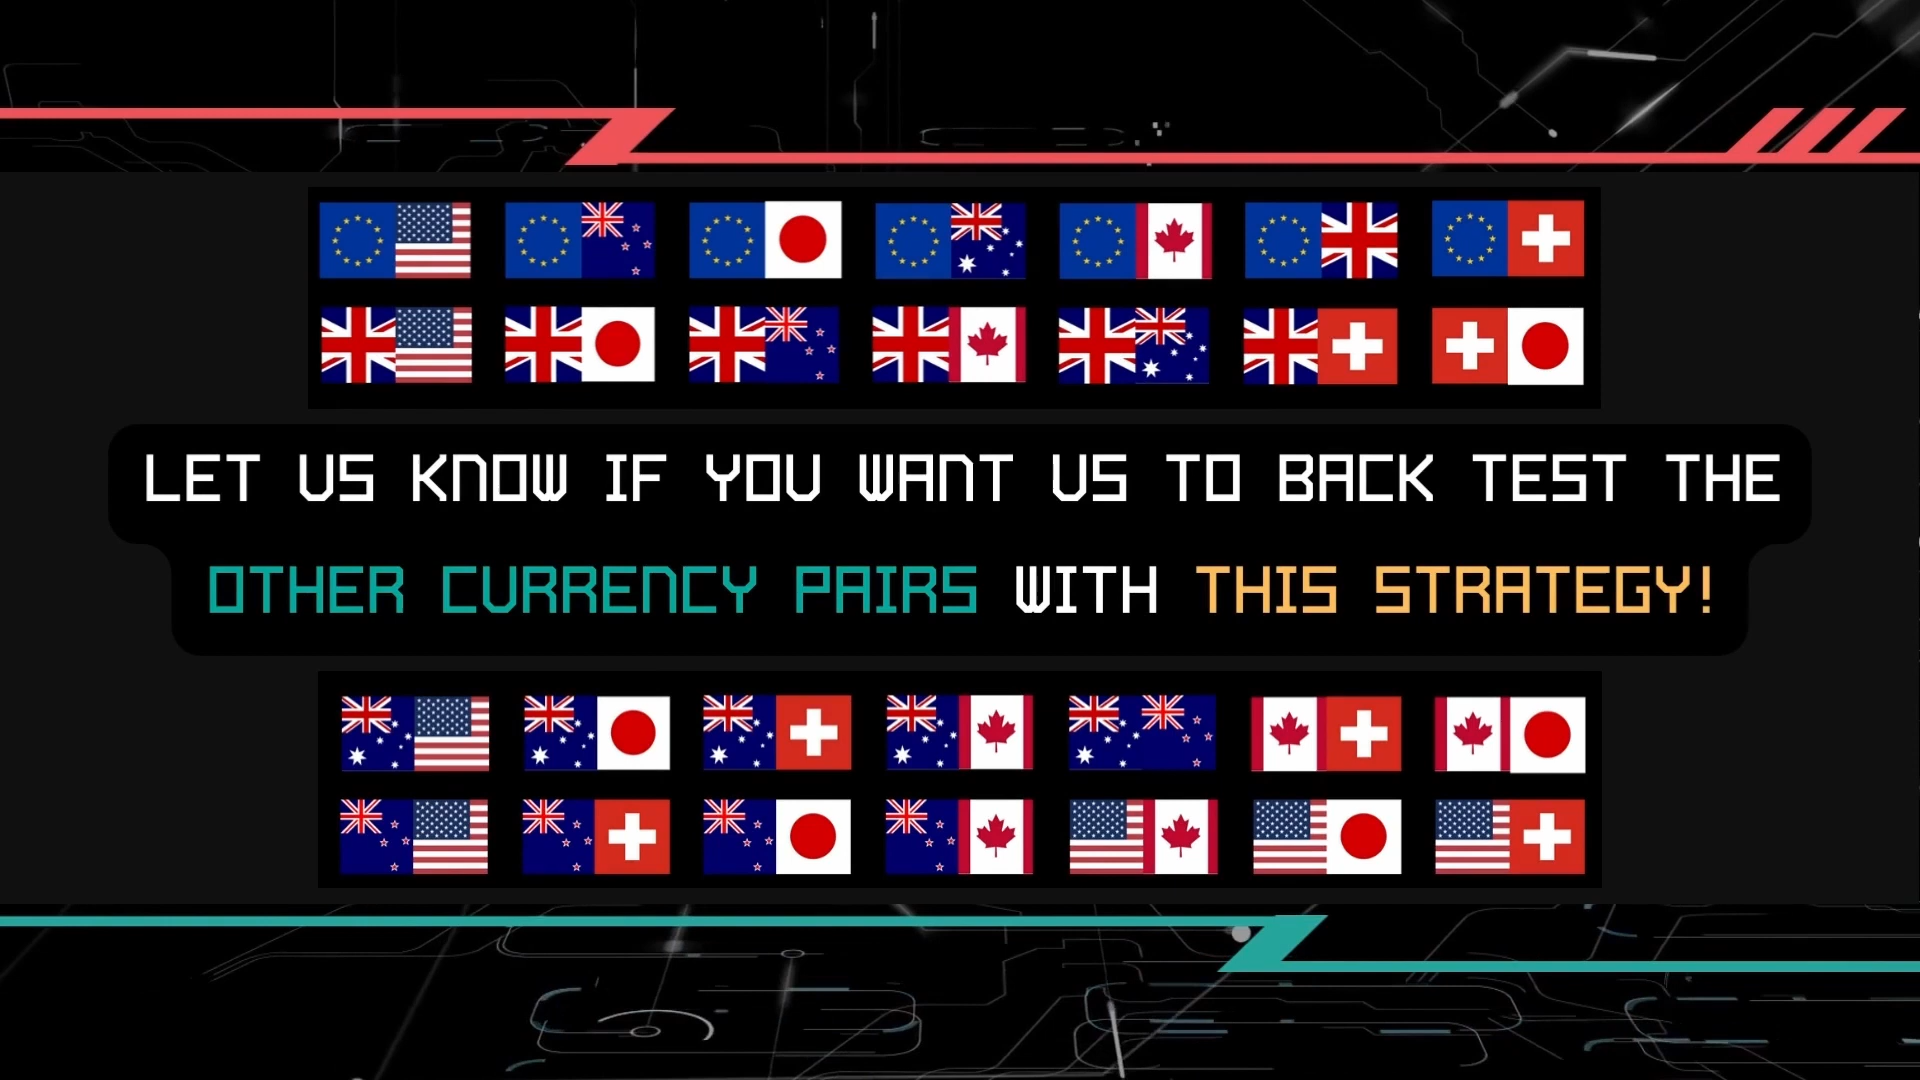 LET US KNOW IF YOU WANT US TO BACK TEST THE
OTHER CURRENCY PAIRS WITH THIS STRATEGY!